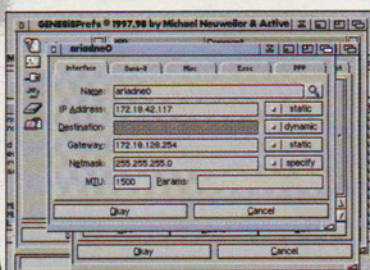 GENESiSPrefs © 1997,98 by Michael Neuweiler & Active
ariadne0
Interface
Sana-II
Misc
Exec
PPP
Name: ariadne0
IP Address: 172.18.42.117 static
Destination: dynamic
Gateway: 172.18.128.254 static
Netmask: 255.255.255.0 specify
MTU: 1500 Params:
Okay Cancel
Okay Cancel